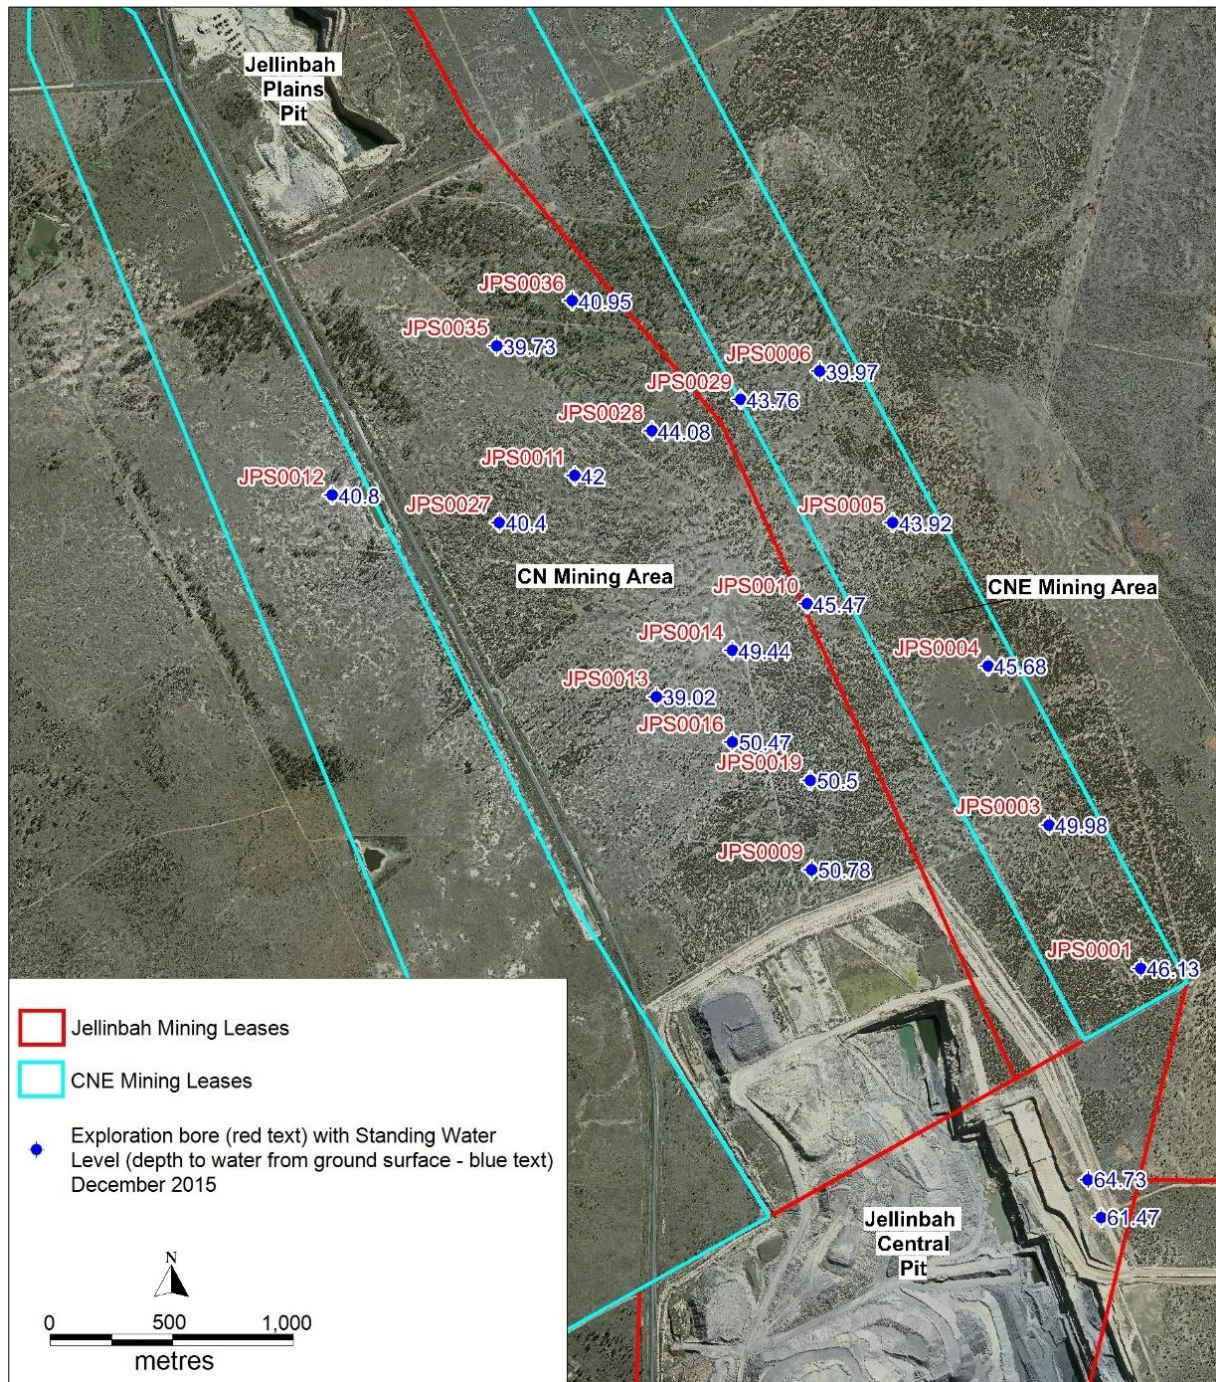 Jellinbah
Plains
Pit
JPS0036
40.95
JPS0035
39.73
JPS0006
39.97
JPS0029
43.76
JPS0028
44.08
JPS0011
42
JPS0012
40.8
JPS0027
40.4
JPS0005
43.92
CN Mining Area
CNE Mining Area
JPS0010
45.47
JPS0014
49.44
JPS0004
45.68
JPS0013
39.02
JPS0016
50.47
JPS0019
50.5
JPS0003
49.98
JPS0009
50.78
JPS0001
46.13
64.73
61.47
Jellinbah
Central
Pit
Jellinbah Mining Leases
CNE Mining Leases
Exploration bore (red text) with Standing Water
Level (depth to water from ground surface - blue text)
December 2015
N
0 500 1,000
metres